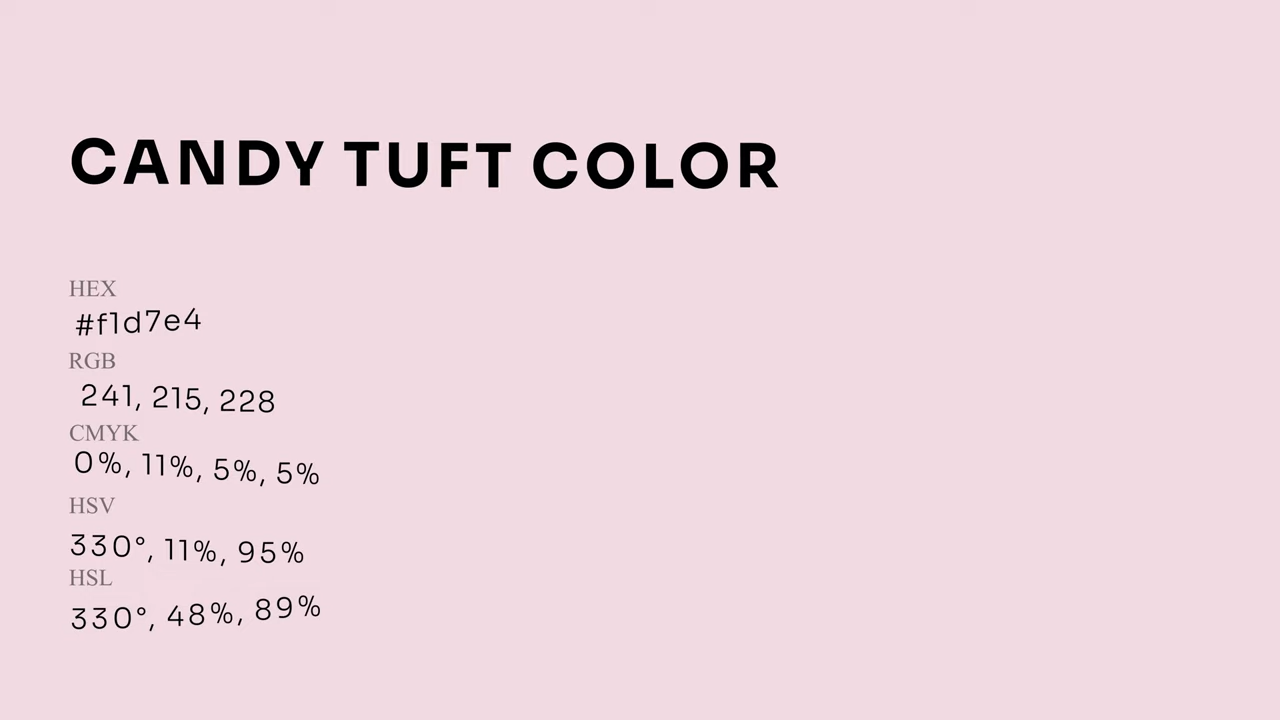 CANDY TUFT COLOR
HEX
#f1d7e4
RGB
241, 215, 228
CMYK
0%, 11%, 5%, 5%
HSV
330°, 11%, 95%
HSL
330°, 48%, 89%